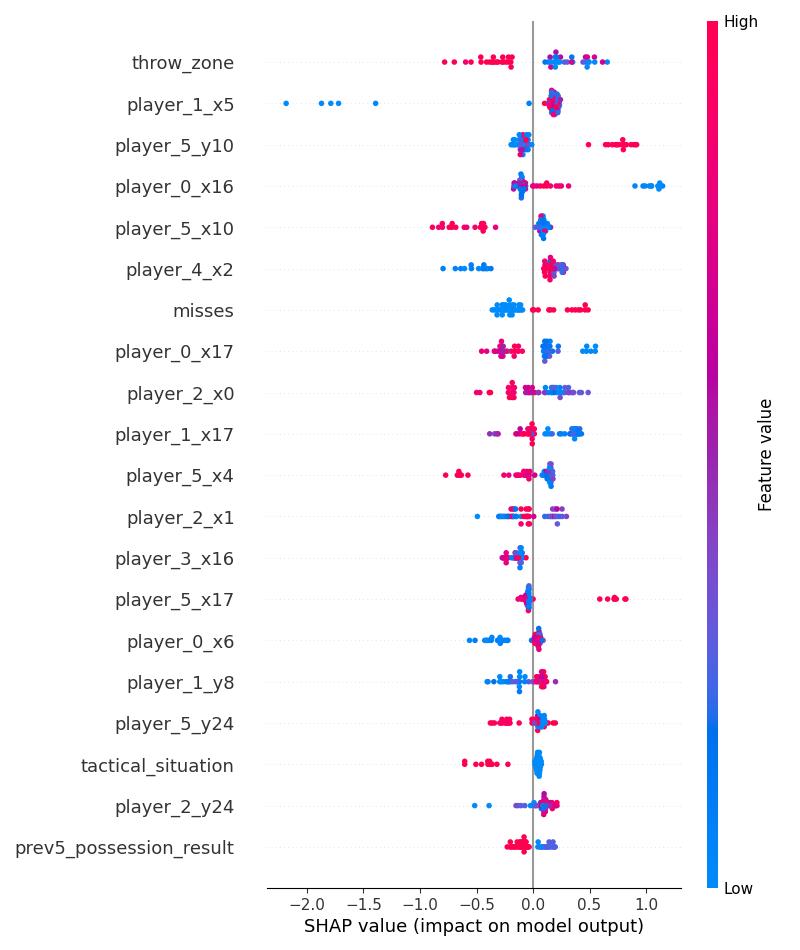 High
throw_zone
player_1_x5
player_5_y10
player_0_x16
player_5_x10
player_4_x2
misses
player_0_x17
player_2_x0
player_1_x17
player_5_x4
player_2_x1
player_3_x16
player_5_x17
player_0_x6
player_1_y8
player_5_y24
tactical_situation
player_2_y24
prev5_possession_result
Feature value
Low
−2.0 −1.5 −1.0 −0.5 0.0 0.5 1.0
SHAP value (impact on model output)